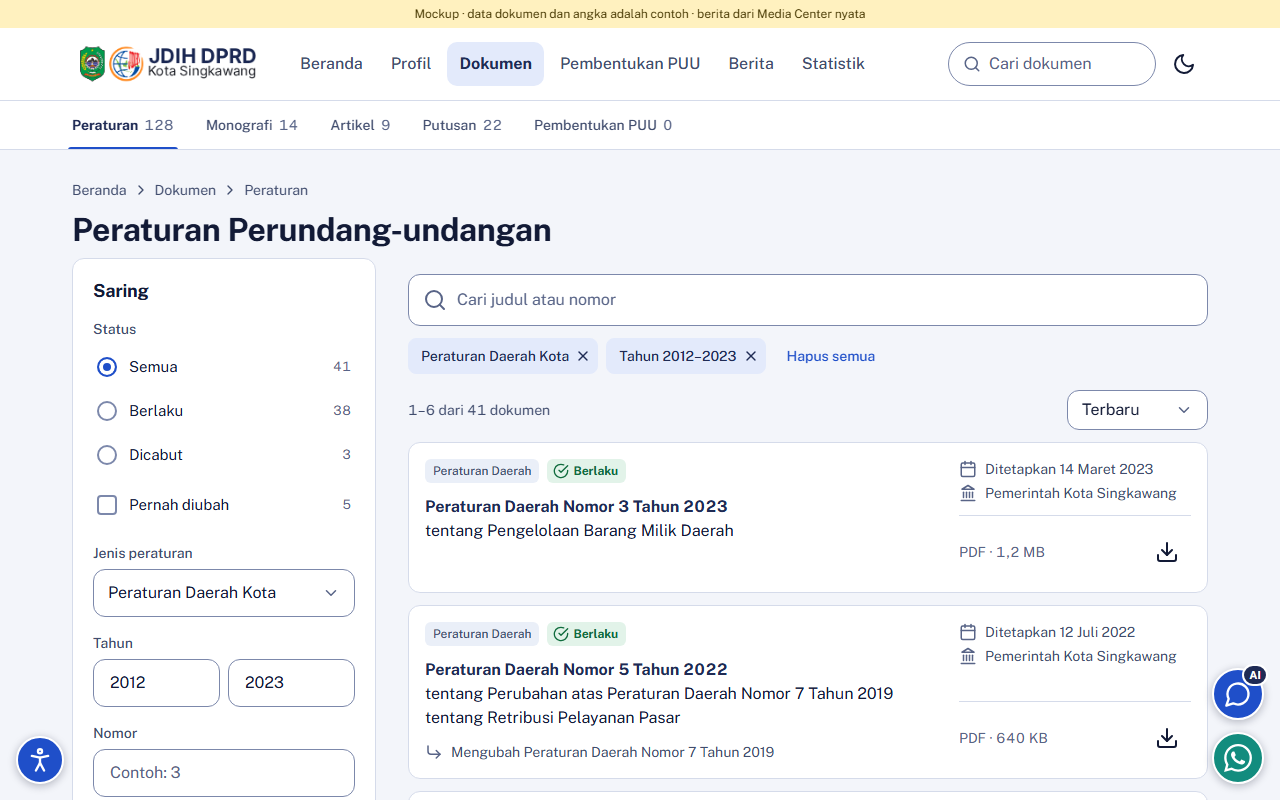 Mockup · data dokumen dan angka adalah contoh · berita dari Media Center nyata
JDIH DPRD
Kota Singkawang
Beranda
Profil
Dokumen
Pembentukan PUU
Berita
Statistik
Cari dokumen
Peraturan 128
Monografi 14
Artikel 9
Putusan 22
Pembentukan PUU 0
Beranda > Dokumen > Peraturan
Peraturan Perundang-undangan
Saring
Status
Semua 41
Berlaku 38
Dicabut 3
Pernah diubah 5
Jenis peraturan
Peraturan Daerah Kota
Tahun
2012
2023
Nomor
Contoh: 3
Cari judul atau nomor
Peraturan Daerah Kota
Tahun 2012–2023
Hapus semua
1–6 dari 41 dokumen
Terbaru
Peraturan Daerah
Berlaku
Peraturan Daerah Nomor 3 Tahun 2023
tentang Pengelolaan Barang Milik Daerah
Ditetapkan 14 Maret 2023
Pemerintah Kota Singkawang
PDF · 1,2 MB
Peraturan Daerah
Berlaku
Peraturan Daerah Nomor 5 Tahun 2022
tentang Perubahan atas Peraturan Daerah Nomor 7 Tahun 2019
tentang Retribusi Pelayanan Pasar
Mengubah Peraturan Daerah Nomor 7 Tahun 2019
Ditetapkan 12 Juli 2022
Pemerintah Kota Singkawang
PDF · 640 KB
AI